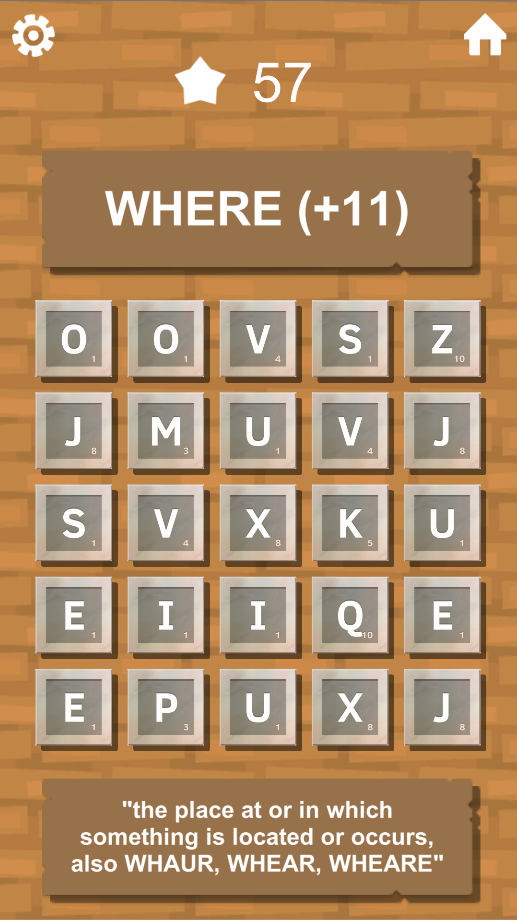 57
WHERE (+11)
O 1 O 1 V 4 S 1 Z 10
J 8 M 3 U 1 V 4 J 8
S 1 V 4 X 8 K 5 U 1
E 1 I 1 I 1 Q 10 E 1
E 1 P 3 U 1 X 8 J 8
"the place at or in which
something is located or occurs,
also WHAUR, WHEAR, WHEARE"